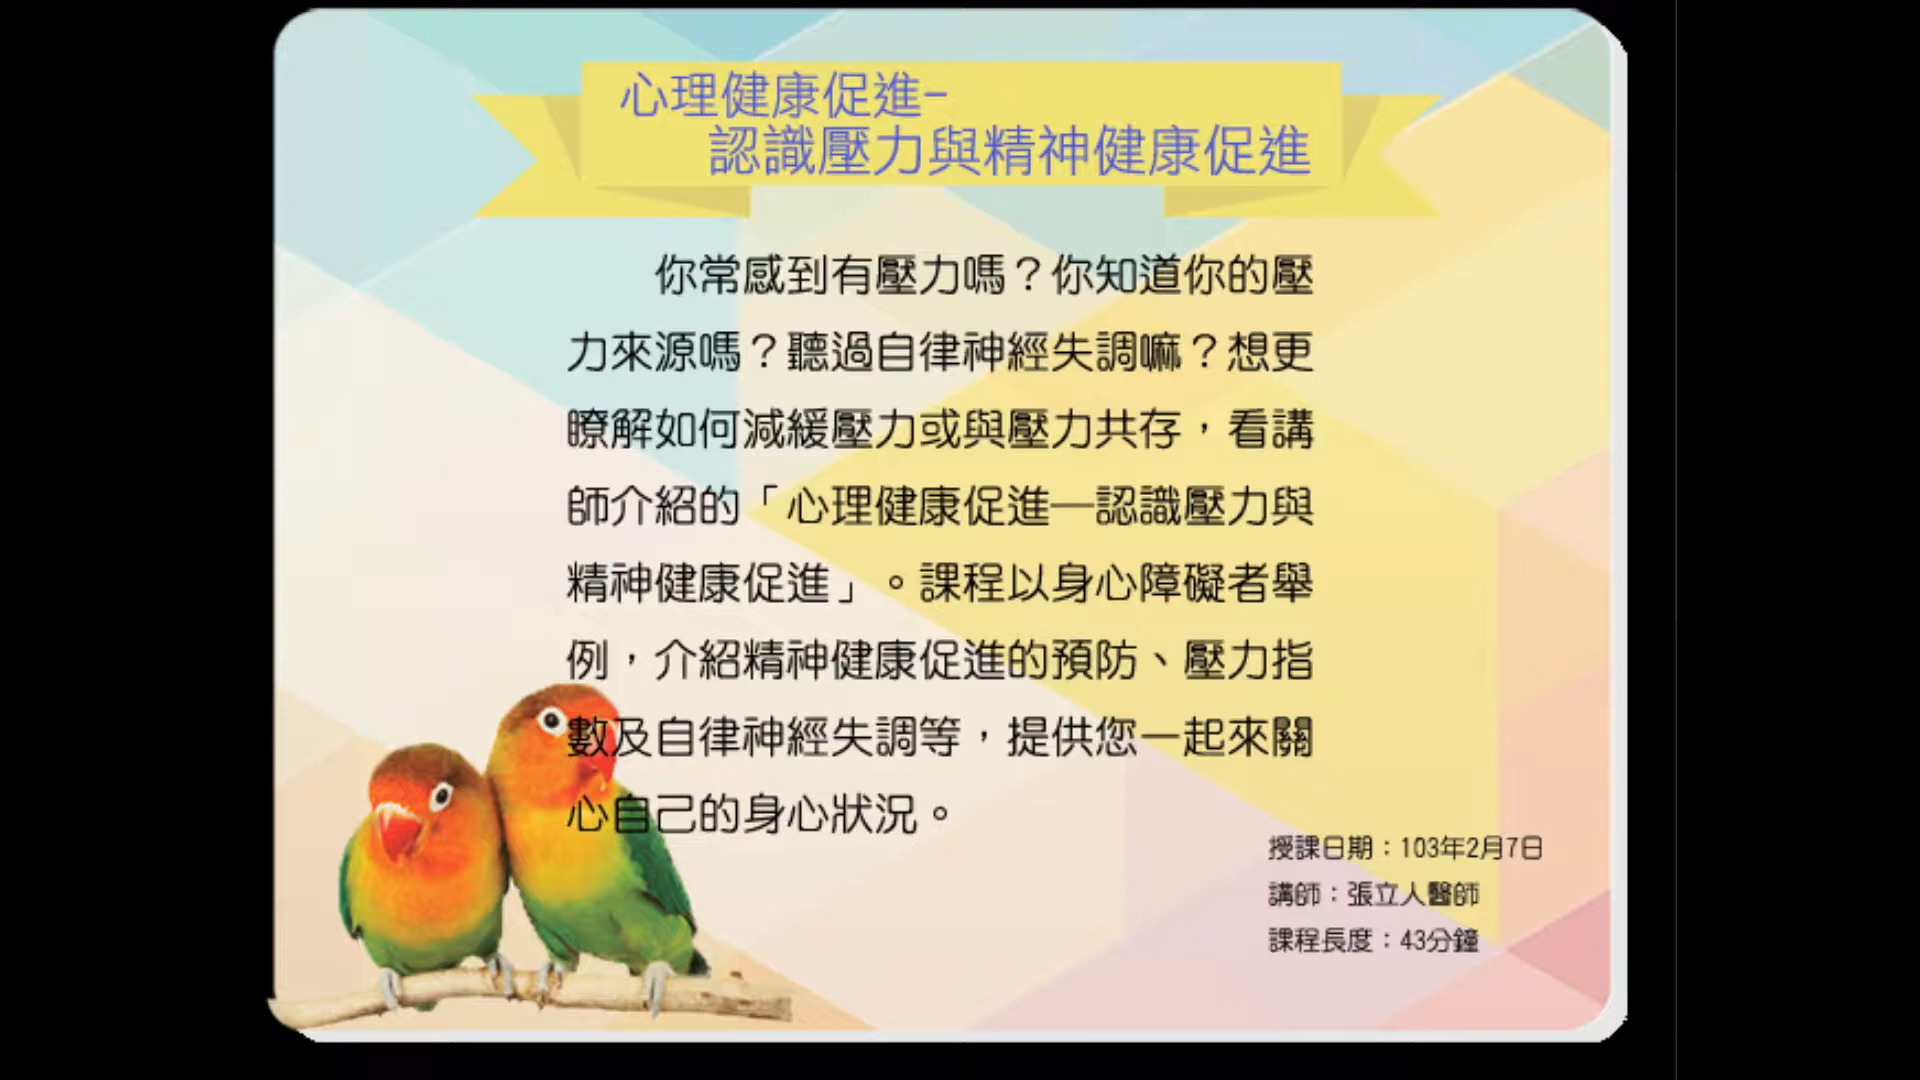 心理健康促進-
認識壓力與精神健康促進
你常感到有壓力嗎？你知道你的壓
力來源嗎？聽過自律神經失調嘛？想更
瞭解如何減緩壓力或與壓力共存，看講
師介紹的「心理健康促進—認識壓力與
精神健康促進」。課程以身心障礙者舉
例，介紹精神健康促進的預防、壓力指
數及自律神經失調等，提供您一起來關
心自己的身心狀況。
授課日期：103年2月7日
講師：張立人醫師
課程長度：43分鐘